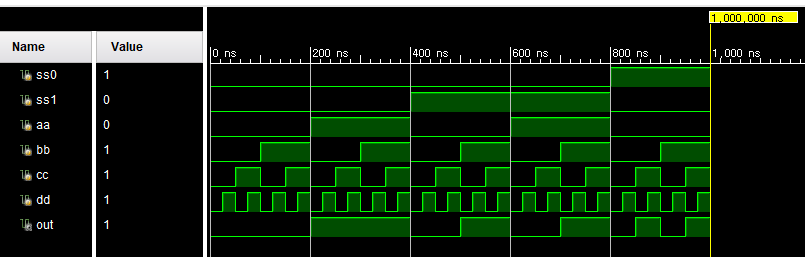 1,000,000 ns
Name Value
0 ns 200 ns 400 ns 600 ns 800 ns 1,000 ns
ss0 1
ss1 0
aa 0
bb 1
cc 1
dd 1
out 1